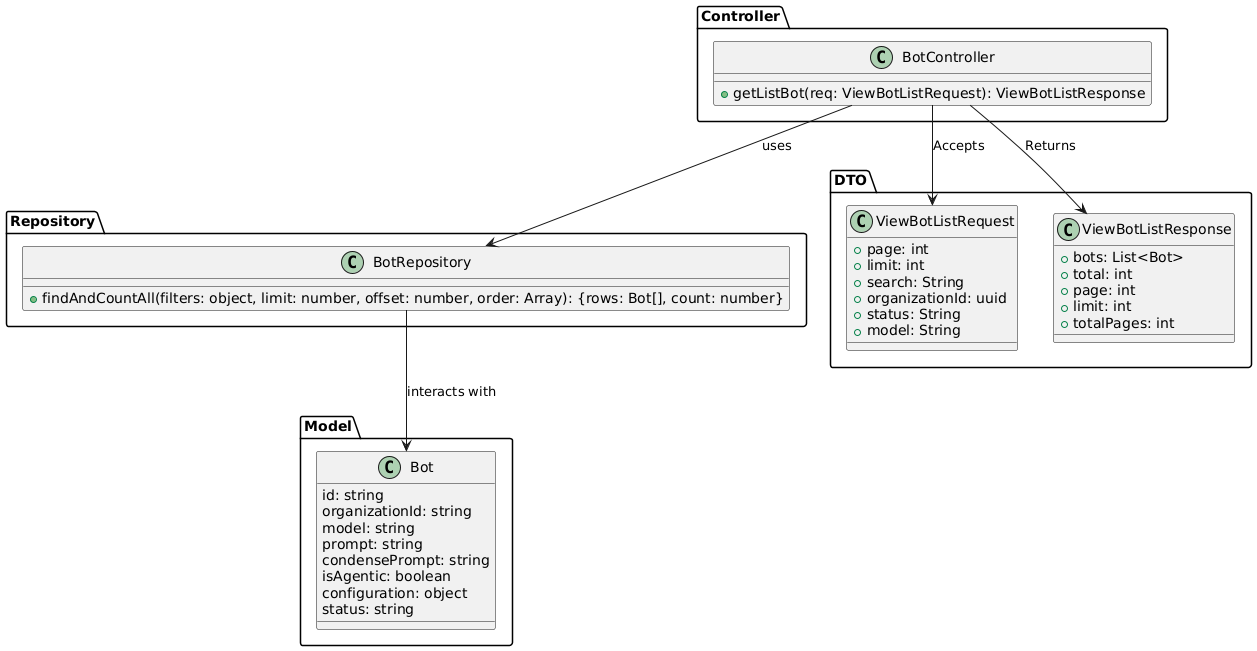 Controller
C BotController
getListBot(req: ViewBotListRequest): ViewBotListResponse
uses
Accepts
Returns
DTO
C ViewBotListRequest
page: int
limit: int
search: String
organizationId: uuid
status: String
model: String
C ViewBotListResponse
bots: List<Bot>
total: int
page: int
limit: int
totalPages: int
Repository
C BotRepository
findAndCountAll(filters: object, limit: number, offset: number, order: Array): {rows: Bot[], count: number}
interacts with
Model
C Bot
id: string
organizationId: string
model: string
prompt: string
condensePrompt: string
isAgentic: boolean
configuration: object
status: string